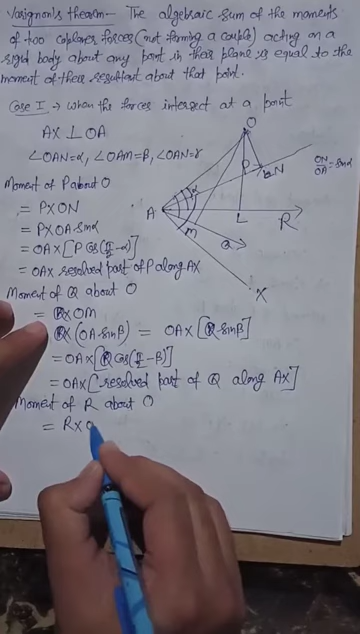 Varignon's theorem - The algebraic sum of the moments
of two coplaner forces (not forming a couple) acting on a
rigid body about any point in their plane is equal to the
moment of their resultant about that point.
Case I :- when the forces intersect at a point
AX ⊥ OA
∠OAN=α, ∠OAM=β, ∠OAN=γ
Moment of P about O
= P×ON
= P×OA sinα
= OA×[P cos(π/2-α)]
= OA× resolved part of P along AX
Moment of Q about O
= Q×OM
= Q×(OA sinβ) = OA×[Q sinβ]
= OA×[Q cos(π/2-β)]
= OA×[resolved part of Q along AX]
Moment of R about O
= R×O
O
P
N
ON/OA = sinα
A
α
M
L
R
Q
X